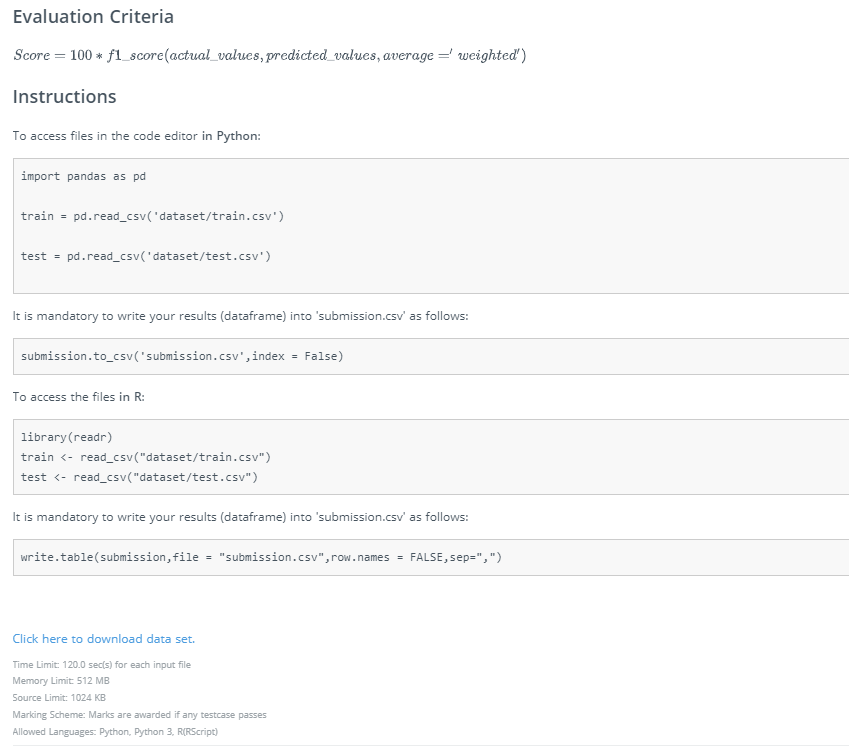 Evaluation Criteria
Score = 100 * f1_score(actual_values, predicted_values, average =' weighted')
Instructions
To access files in the code editor in Python:
import pandas as pd
train = pd.read_csv('dataset/train.csv')
test = pd.read_csv('dataset/test.csv')
It is mandatory to write your results (dataframe) into 'submission.csv' as follows:
submission.to_csv('submission.csv',index = False)
To access the files in R:
library(readr)
train <- read_csv("dataset/train.csv")
test <- read_csv("dataset/test.csv")
It is mandatory to write your results (dataframe) into 'submission.csv' as follows:
write.table(submission,file = "submission.csv",row.names = FALSE,sep=",")
Click here to download data set.
Time Limit: 120.0 sec(s) for each input file
Memory Limit: 512 MB
Source Limit: 1024 KB
Marking Scheme: Marks are awarded if any testcase passes
Allowed Languages: Python, Python 3, R(RScript)